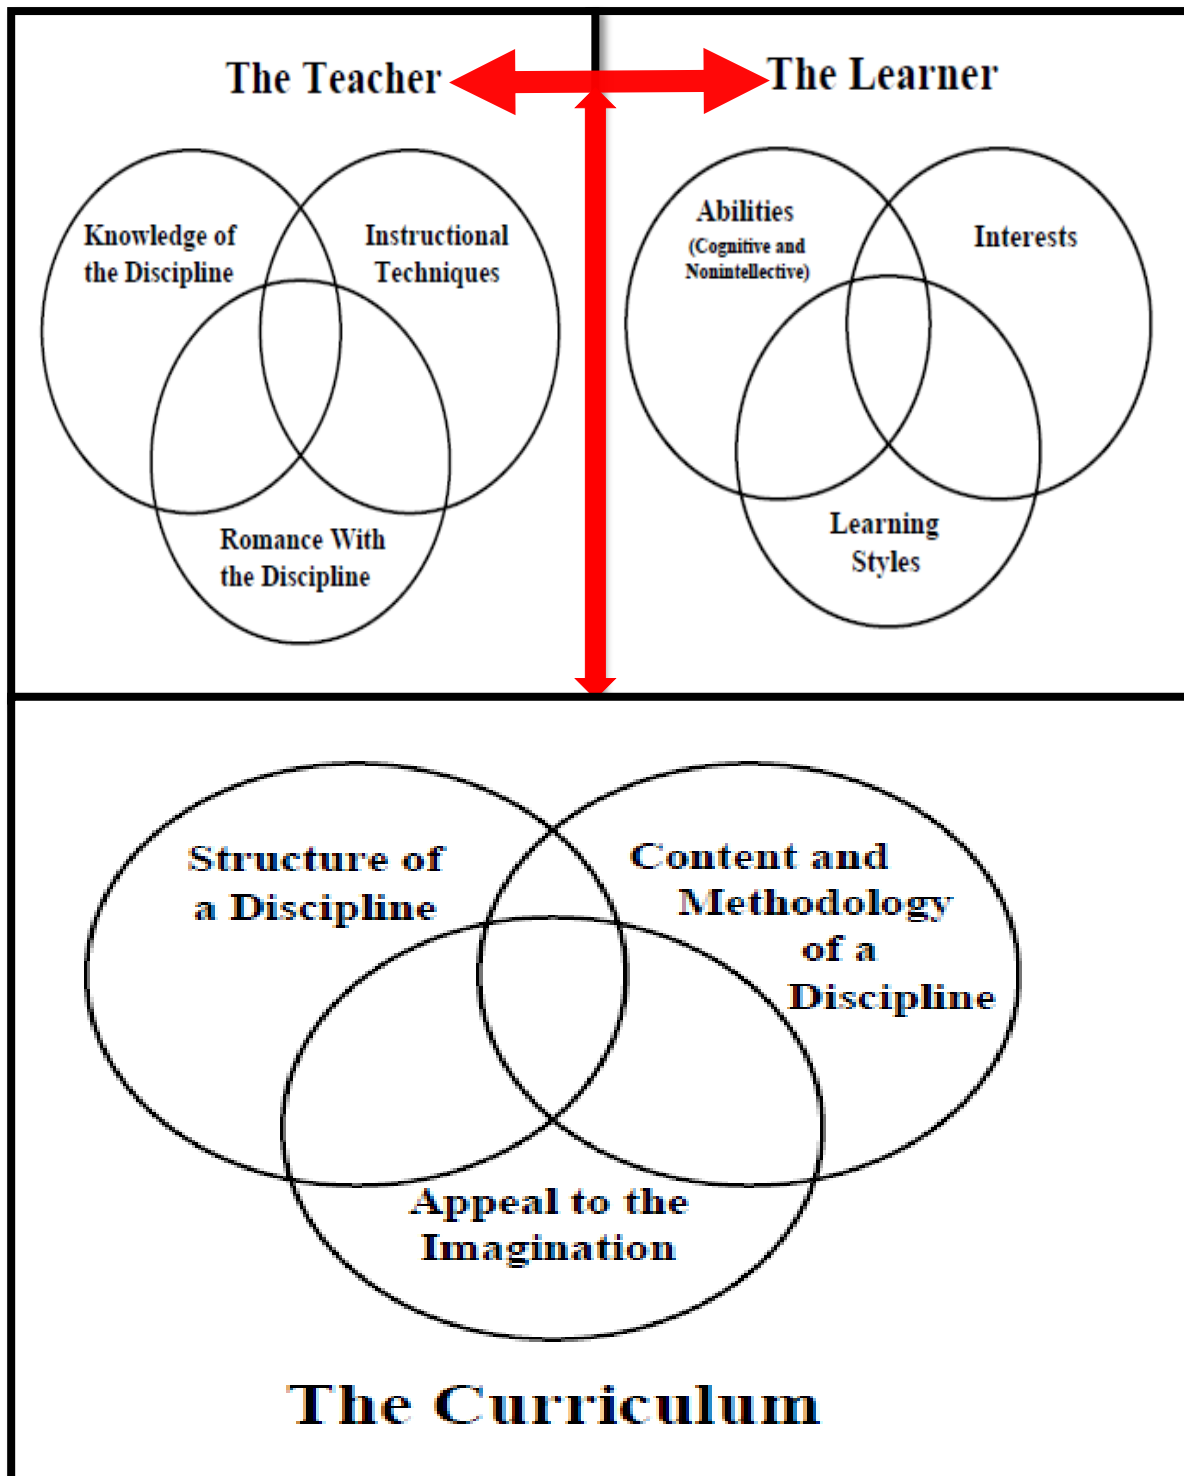 The Teacher
The Learner
Knowledge of
the Discipline
Instructional
Techniques
Romance With
the Discipline
Abilities
(Cognitive and
Nonintellective)
Interests
Learning
Styles
Structure of
a Discipline
Content and
Methodology
of a
Discipline
Appeal to the
Imagination
The Curriculum